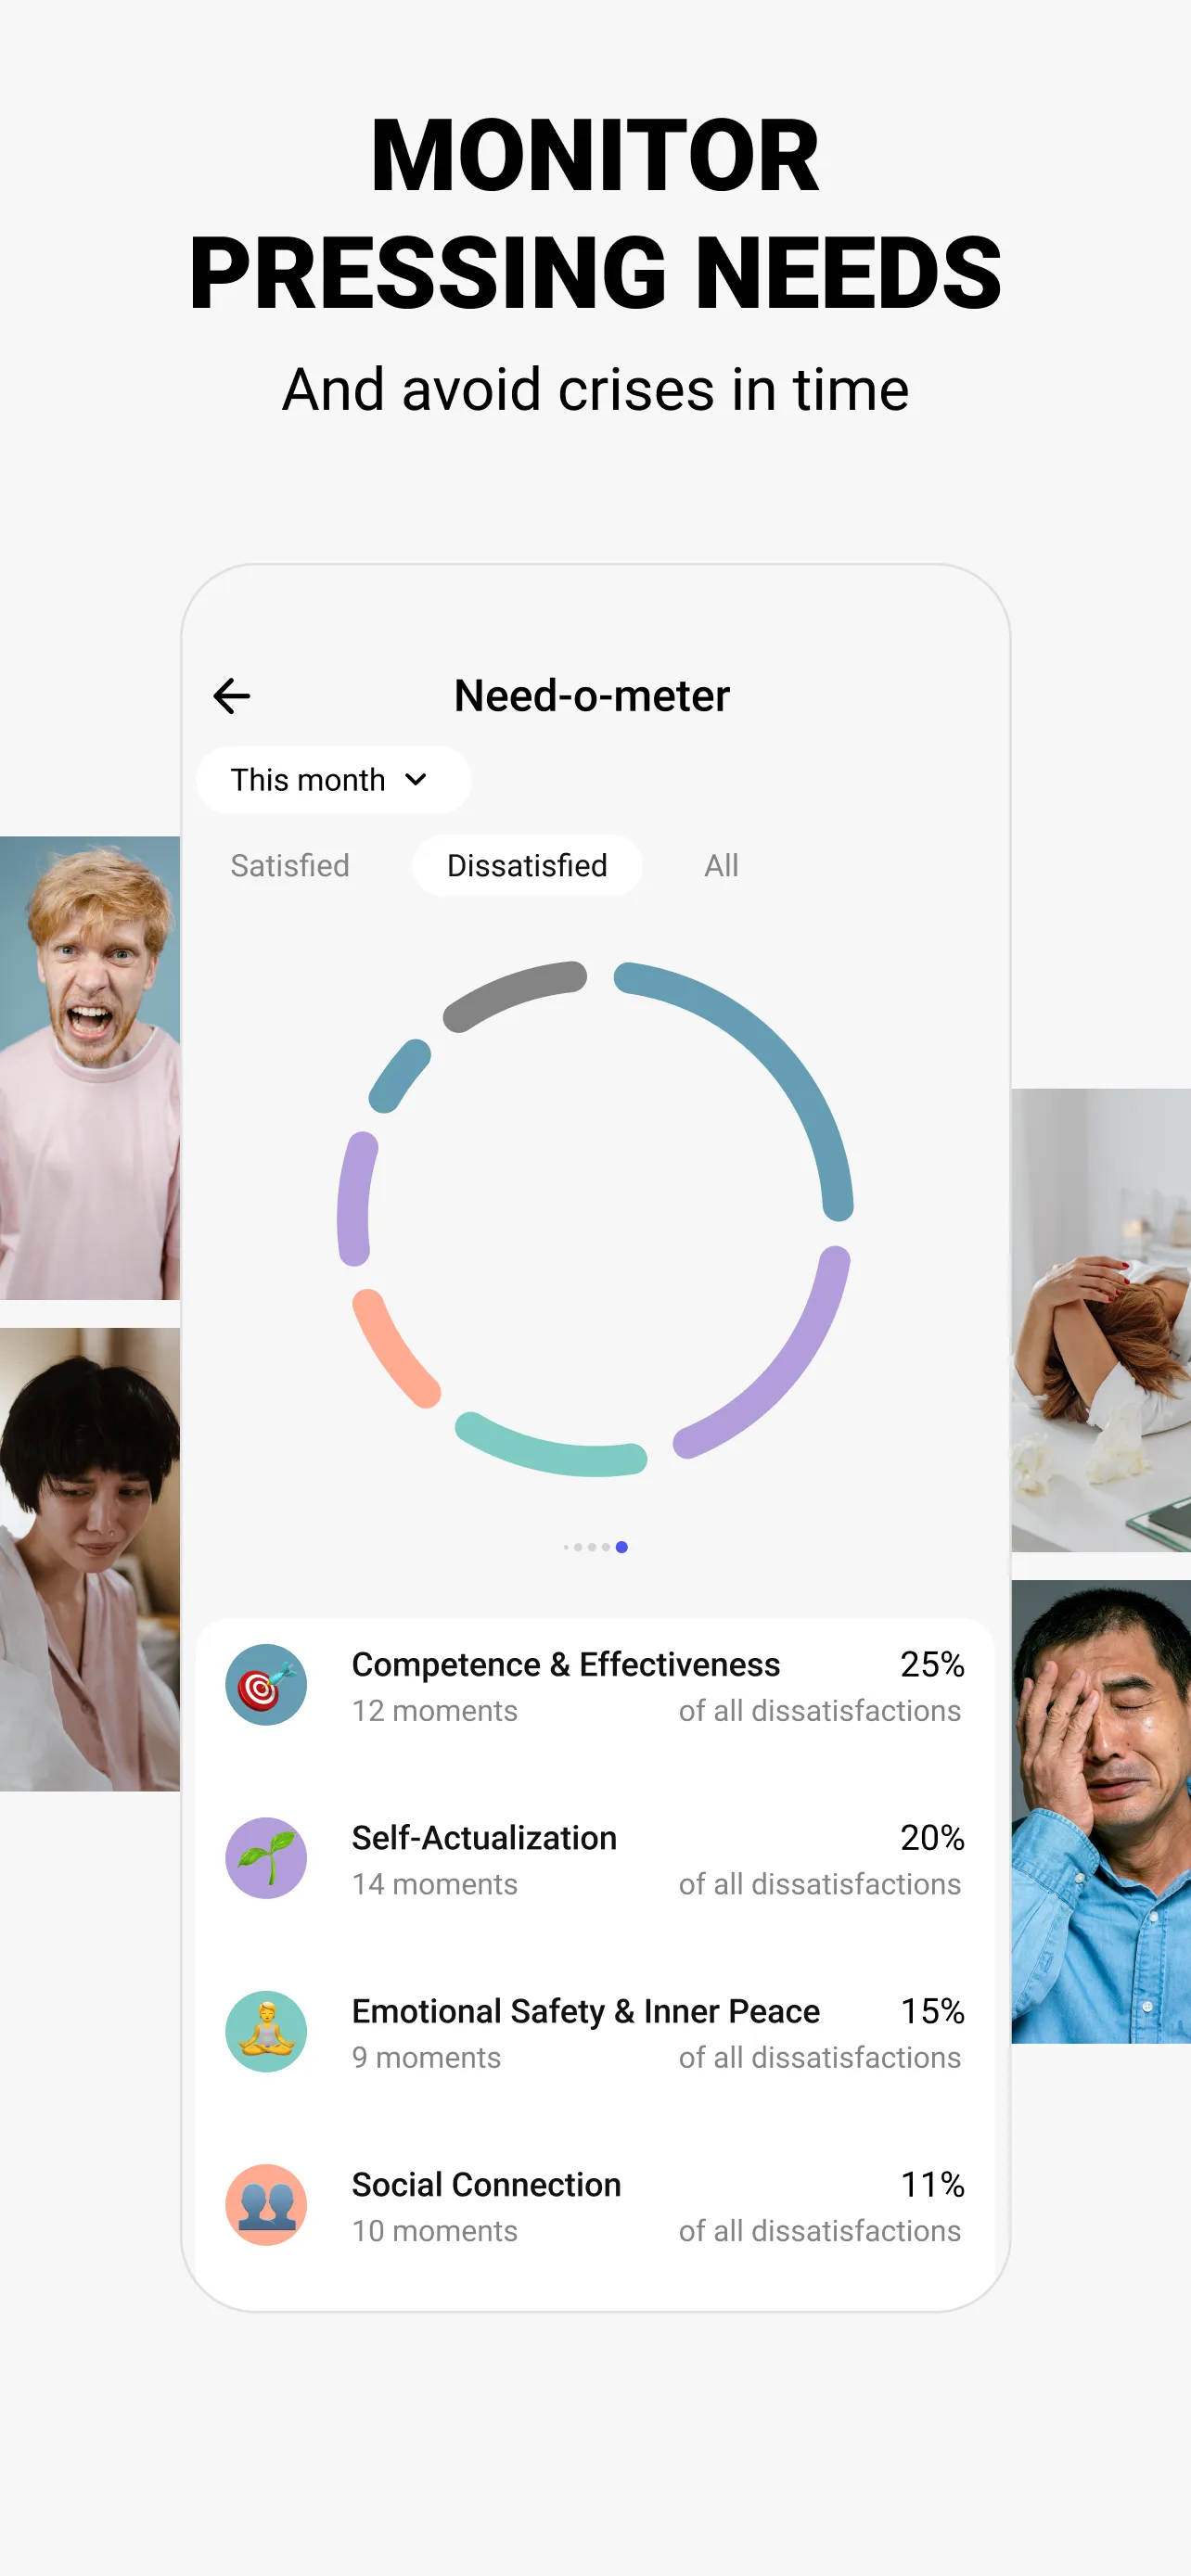 MONITOR
PRESSING NEEDS
And avoid crises in time
Need-o-meter
This month
Satisfied Dissatisfied All
Competence & Effectiveness 25%
12 moments of all dissatisfactions
Self-Actualization 20%
14 moments of all dissatisfactions
Emotional Safety & Inner Peace 15%
9 moments of all dissatisfactions
Social Connection 11%
10 moments of all dissatisfactions